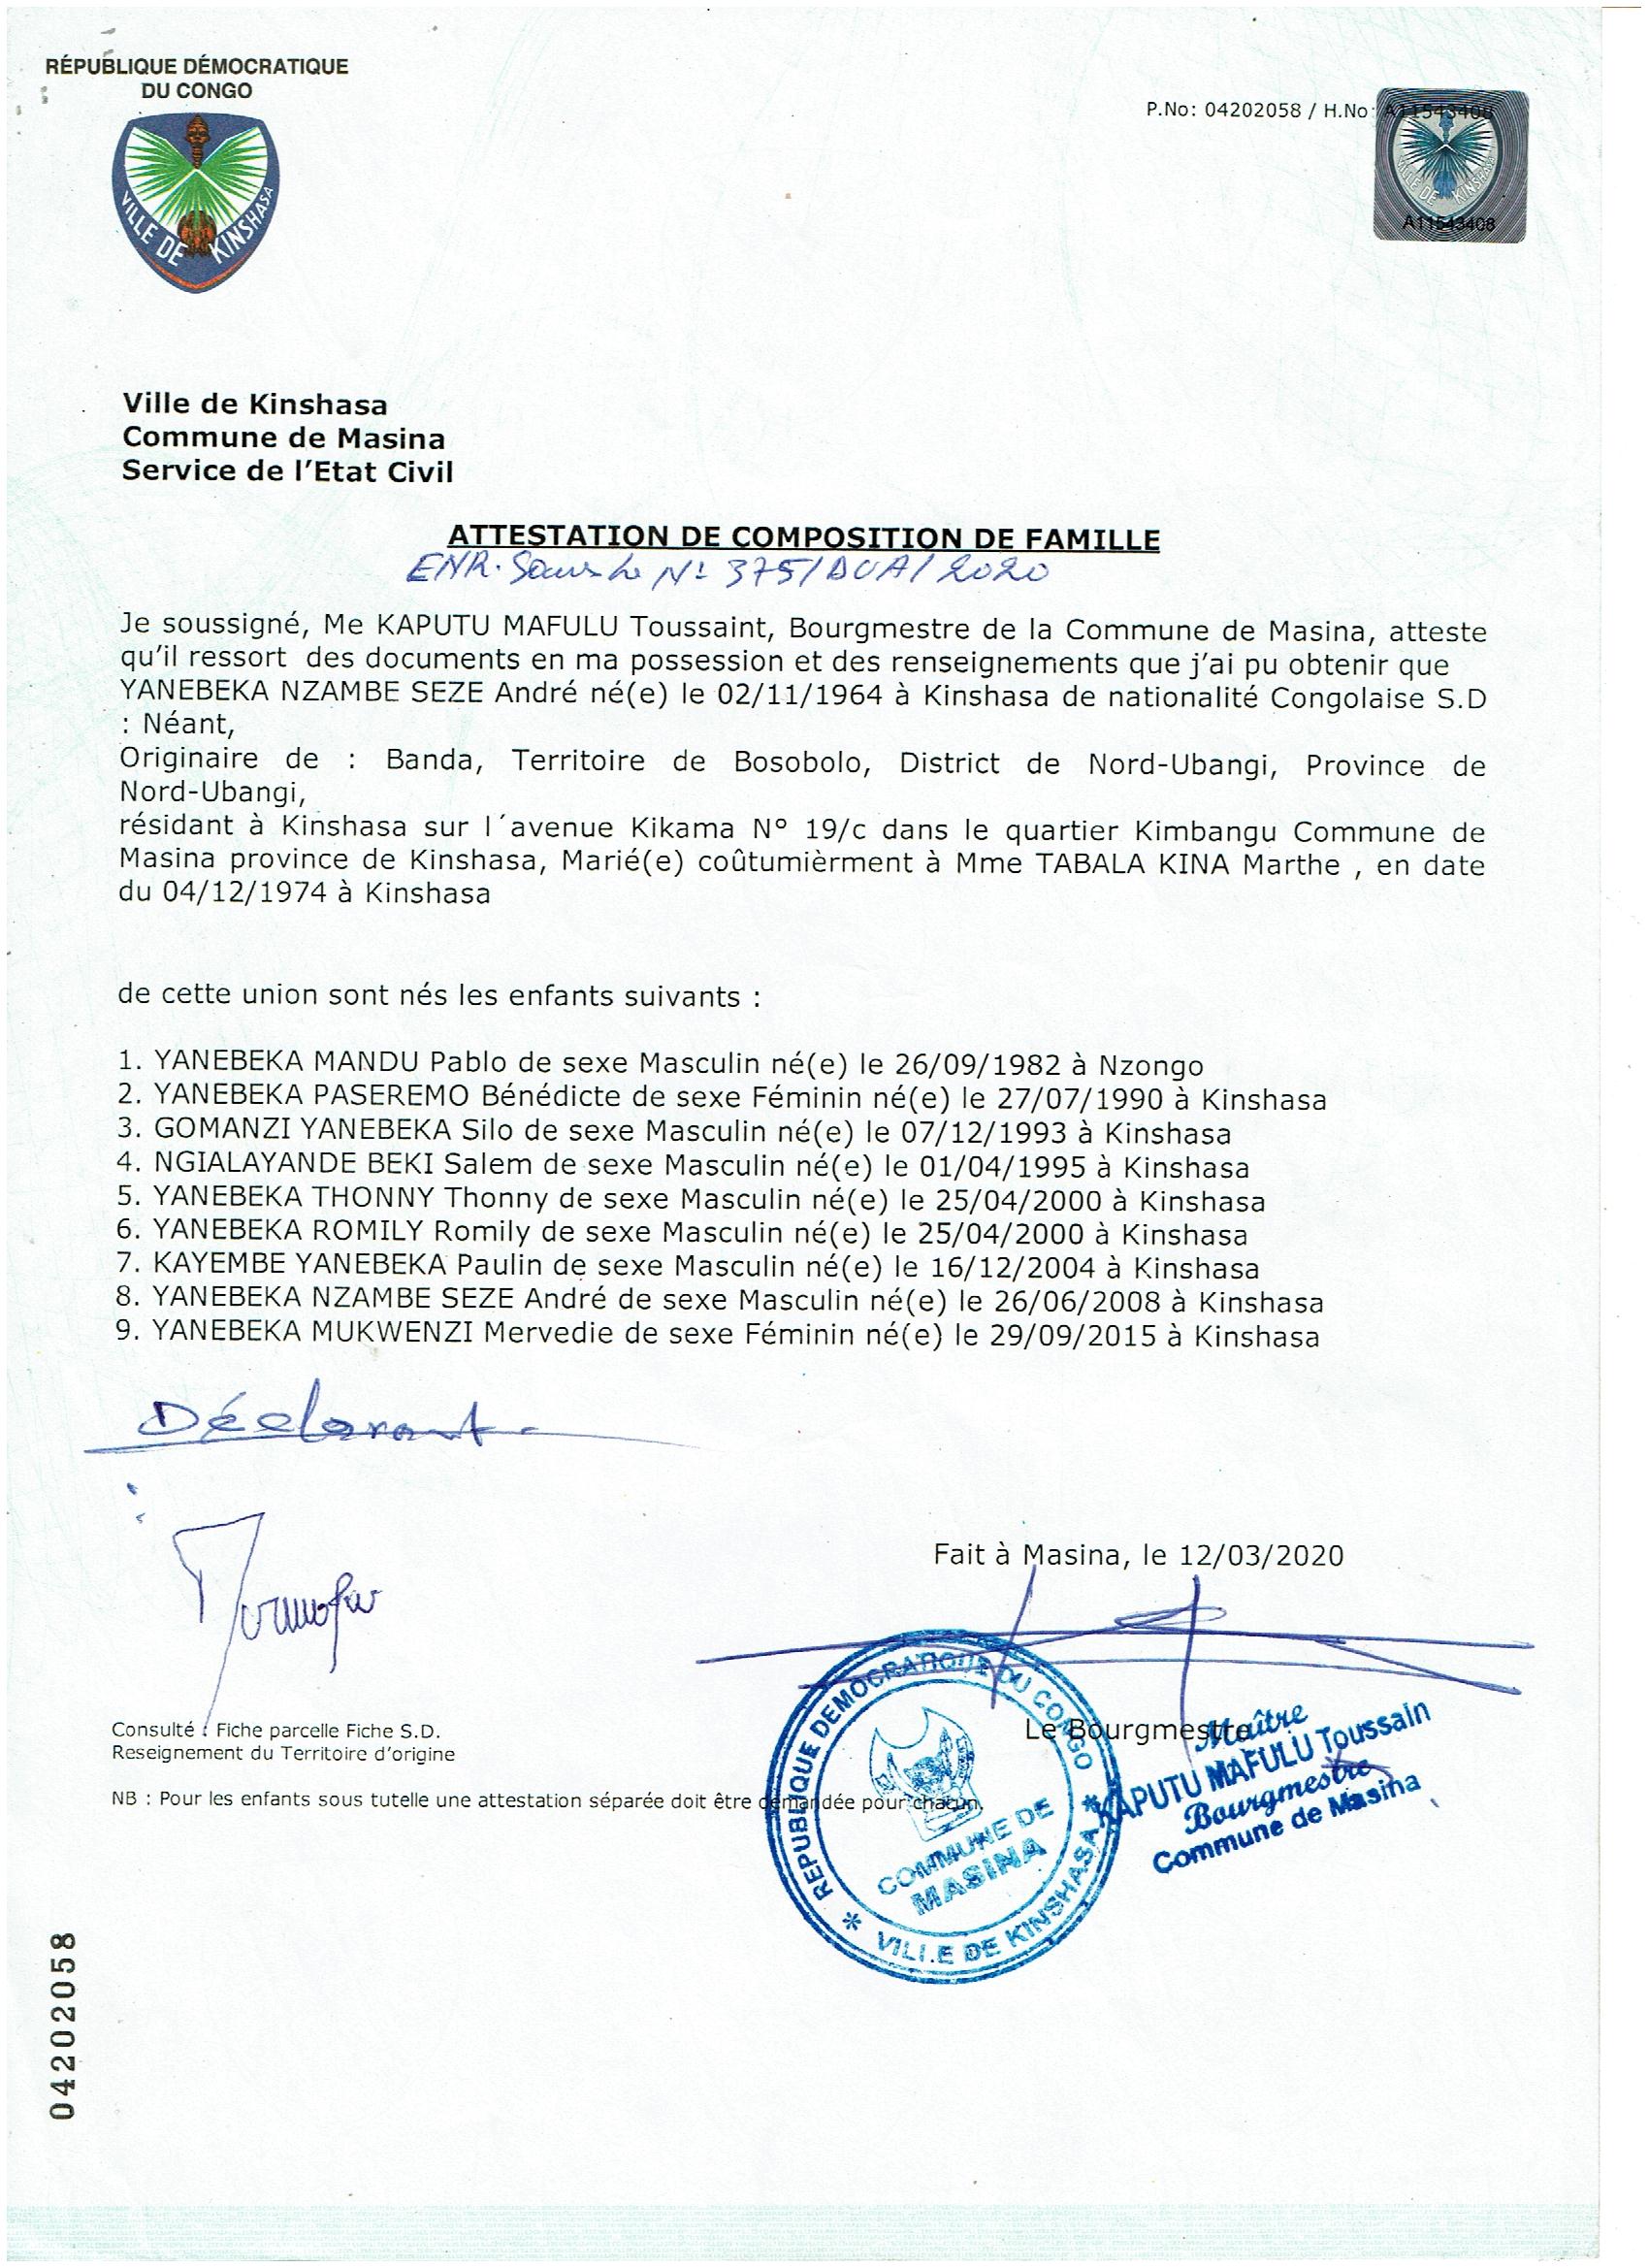 RÉPUBLIQUE DÉMOCRATIQUE
DU CONGO
VILLE DE KINSHASA
P.No: 04202058 / H.No: A11543408
VILLE DE KINSHASA
A11543408
Ville de Kinshasa
Commune de Masina
Service de l’Etat Civil
ATTESTATION DE COMPOSITION DE FAMILLE
ENR. Sous Le N° 375/DUA/2020
Je soussigné, Me KAPUTU MAFULU Toussaint, Bourgmestre de la Commune de Masina, atteste
qu’il ressort des documents en ma possession et des renseignements que j’ai pu obtenir que
YANEBEKA NZAMBE SEZE André né(e) le 02/11/1964 à Kinshasa de nationalité Congolaise S.D
: Néant,
Originaire de : Banda, Territoire de Bosobolo, District de Nord-Ubangi, Province de
Nord-Ubangi,
résidant à Kinshasa sur l´avenue Kikama N° 19/c dans le quartier Kimbangu Commune de
Masina province de Kinshasa, Marié(e) coûtumièrment à Mme TABALA KINA Marthe , en date
du 04/12/1974 à Kinshasa
de cette union sont nés les enfants suivants :
1. YANEBEKA MANDU Pablo de sexe Masculin né(e) le 26/09/1982 à Nzongo
2. YANEBEKA PASEREMO Bénédicte de sexe Féminin né(e) le 27/07/1990 à Kinshasa
3. GOMANZI YANEBEKA Silo de sexe Masculin né(e) le 07/12/1993 à Kinshasa
4. NGIALAYANDE BEKI Salem de sexe Masculin né(e) le 01/04/1995 à Kinshasa
5. YANEBEKA THONNY Thonny de sexe Masculin né(e) le 25/04/2000 à Kinshasa
6. YANEBEKA ROMILY Romily de sexe Masculin né(e) le 25/04/2000 à Kinshasa
7. KAYEMBE YANEBEKA Paulin de sexe Masculin né(e) le 16/12/2004 à Kinshasa
8. YANEBEKA NZAMBE SEZE André de sexe Masculin né(e) le 26/06/2008 à Kinshasa
9. YANEBEKA MUKWENZI Mervedie de sexe Féminin né(e) le 29/09/2015 à Kinshasa
Déclarant
Fait à Masina, le 12/03/2020
Le Bourgmestre
Maître
KAPUTU MAFULU Toussain
Bourgmestre
Commune de Masina
REPUBLIQUE DEMOCRATIQUE DU CONGO
COMMUNE DE
MASINA
* VILLE DE KINSHASA *
Consulté : Fiche parcelle Fiche S.D.
Reseignement du Territoire d’origine
NB : Pour les enfants sous tutelle une attestation séparée doit être demandée pour chacun.
04202058